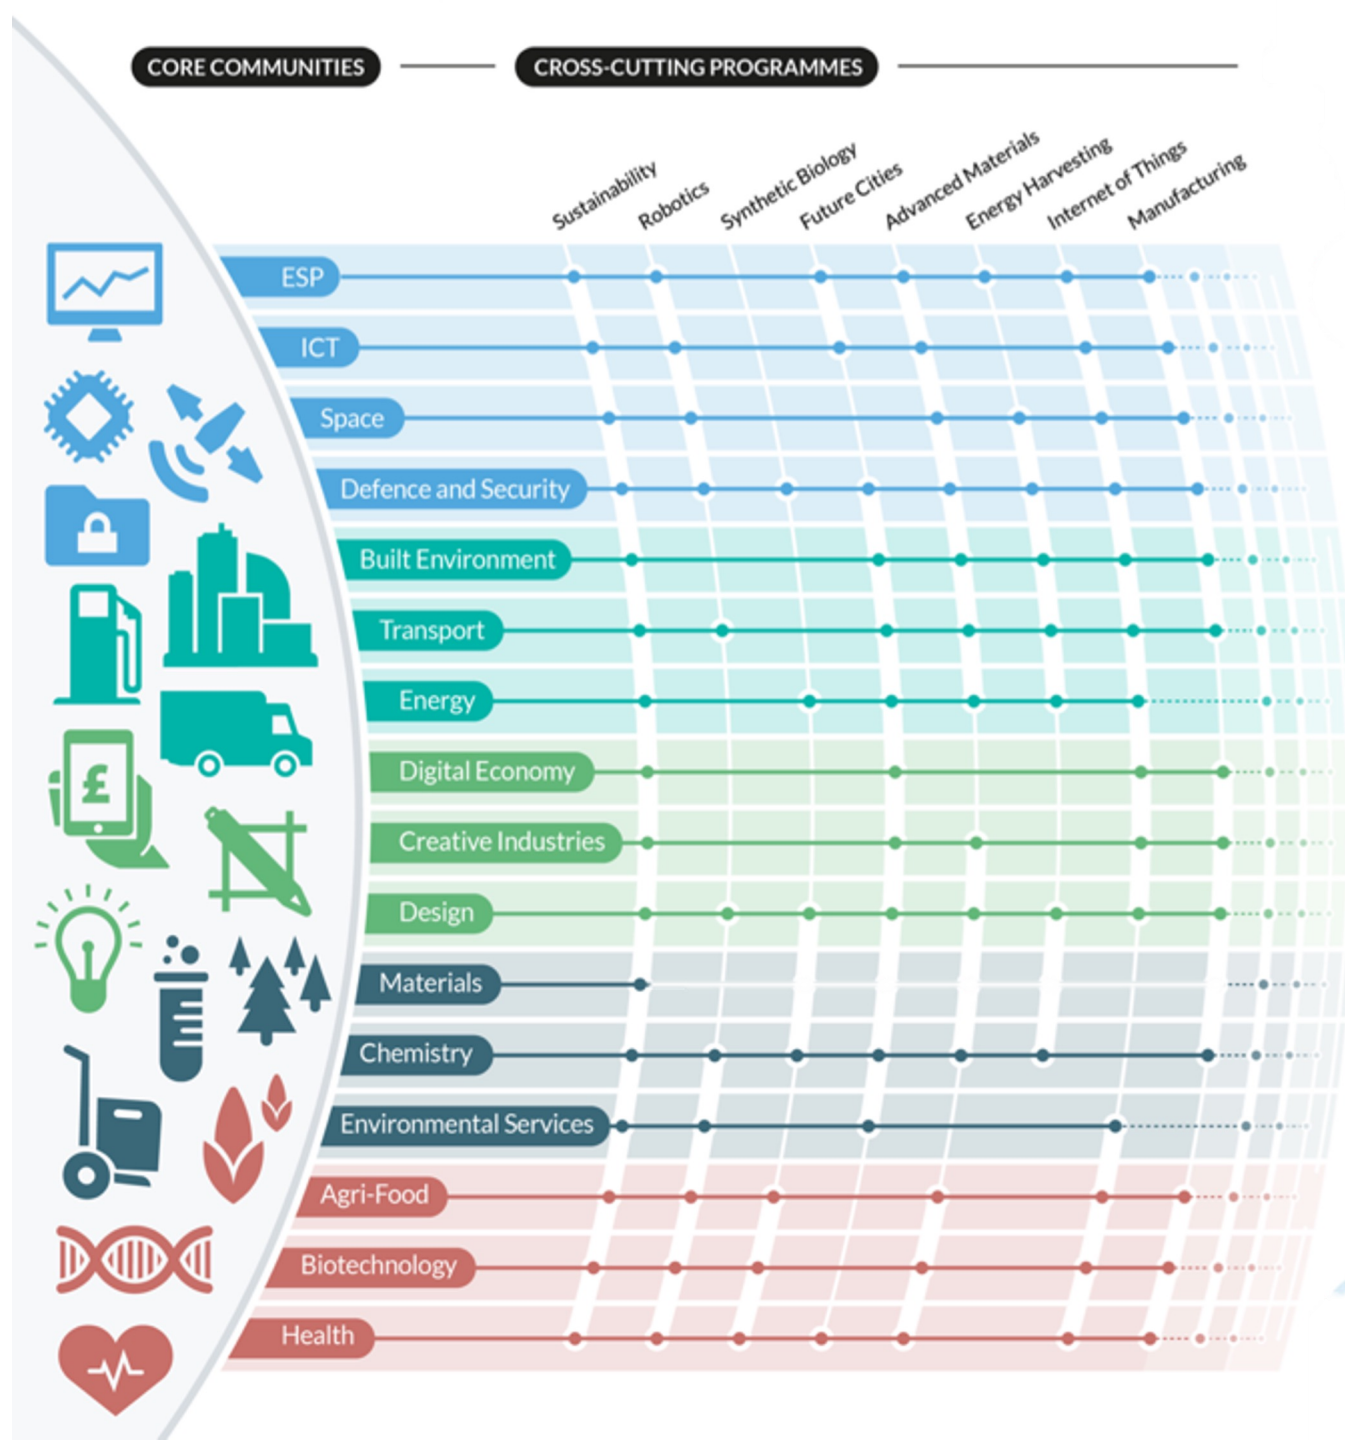 CORE COMMUNITIES
CROSS-CUTTING PROGRAMMES
Sustainability
Robotics
Synthetic Biology
Future Cities
Advanced Materials
Energy Harvesting
Internet of Things
Manufacturing
ESP
ICT
Space
Defence and Security
Built Environment
Transport
Energy
£
Digital Economy
Creative Industries
Design
Materials
Chemistry
Environmental Services
Agri-Food
Biotechnology
Health